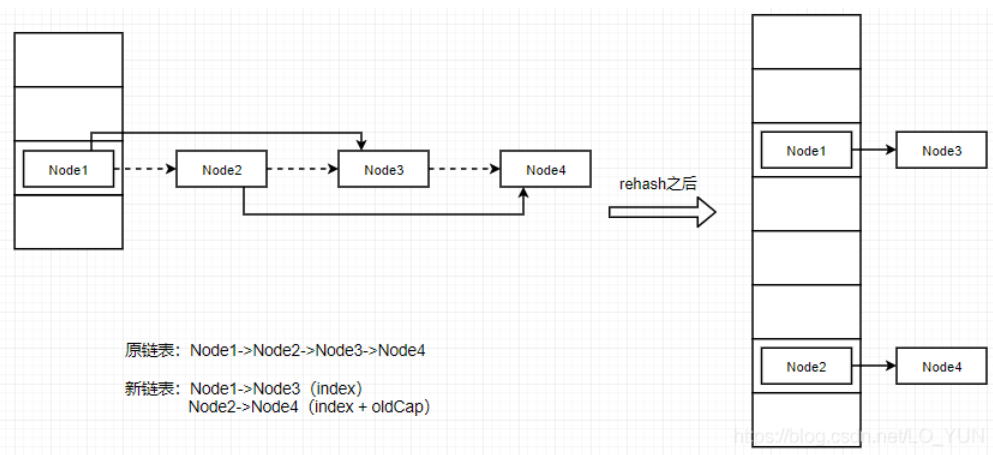 Node1
Node2
Node3
Node4
rehash之后
Node1
Node3
Node2
Node4
原链表：Node1->Node2->Node3->Node4
新链表：Node1->Node3（index）
Node2->Node4（index + oldCap）
https://blog.csdn.net/LO_YUN